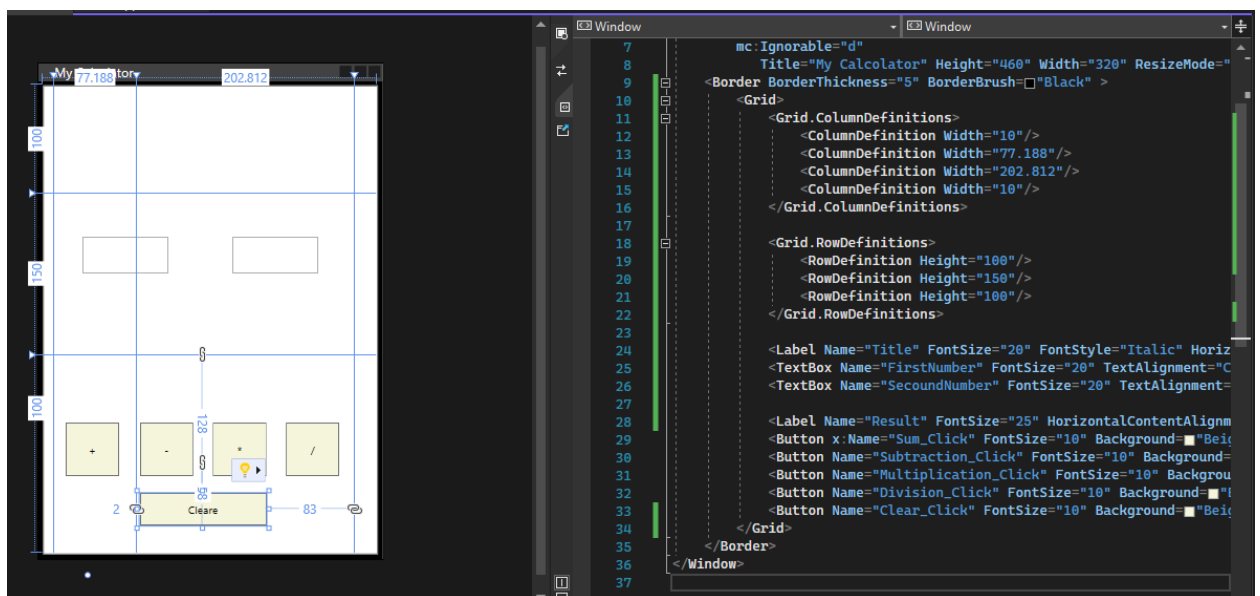 Window
Window
My Calculator
77.188
202.812
100
150
100
128
98
2
83
+
-
*
/
Cleare
7
mc:Ignorable="d"
8
Title="My Calcolator" Height="460" Width="320" ResizeMode="
9
<Border BorderThickness="5" BorderBrush="Black" >
10
<Grid>
11
<Grid.ColumnDefinitions>
12
<ColumnDefinition Width="10"/>
13
<ColumnDefinition Width="77.188"/>
14
<ColumnDefinition Width="202.812"/>
15
<ColumnDefinition Width="10"/>
16
</Grid.ColumnDefinitions>
17
18
<Grid.RowDefinitions>
19
<RowDefinition Height="100"/>
20
<RowDefinition Height="150"/>
21
<RowDefinition Height="100"/>
22
</Grid.RowDefinitions>
23
24
<Label Name="Title" FontSize="20" FontStyle="Italic" Horiz
25
<TextBox Name="FirstNumber" FontSize="20" TextAlignment="C
26
<TextBox Name="SecoundNumber" FontSize="20" TextAlignment=
27
28
<Label Name="Result" FontSize="25" HorizontalContentAlignm
29
<Button x:Name="Sum_Click" FontSize="10" Background="Beig
30
<Button Name="Subtraction_Click" FontSize="10" Background=
31
<Button Name="Multiplication_Click" FontSize="10" Backgrou
32
<Button Name="Division_Click" FontSize="10" Background="
33
<Button Name="Clear_Click" FontSize="10" Background="Beig
34
</Grid>
35
</Border>
36
</Window>
37